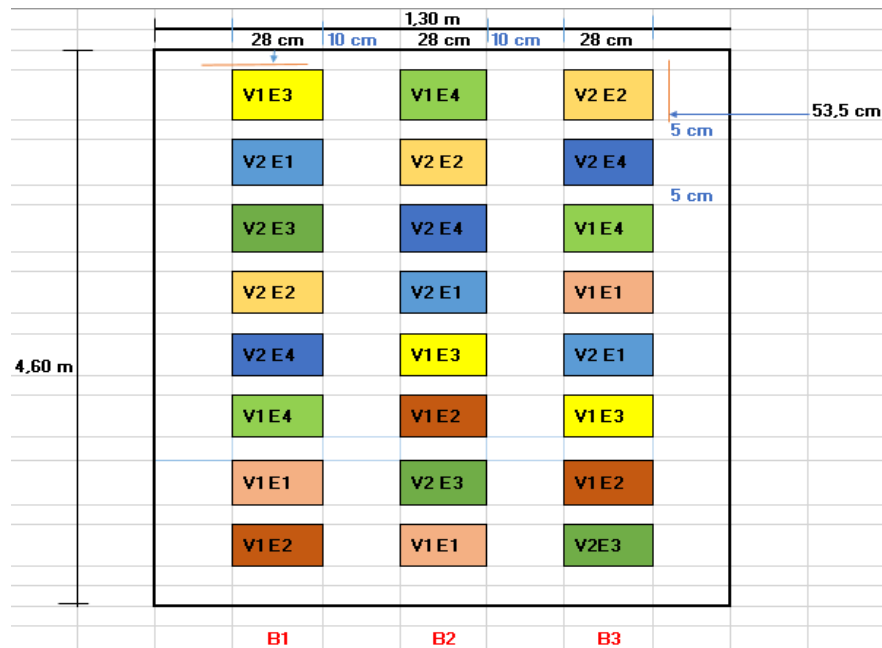 1,30 m
28 cm 10 cm 28 cm 10 cm 28 cm
V1 E3 V1 E4 V2 E2
53,5 cm
5 cm
V2 E1 V2 E2 V2 E4
5 cm
V2 E3 V2 E4 V1 E4
V2 E2 V2 E1 V1 E1
V2 E4 V1 E3 V2 E1
4,60 m
V1 E4 V1 E2 V1 E3
V1 E1 V2 E3 V1 E2
V1 E2 V1 E1 V2E3
B1 B2 B3